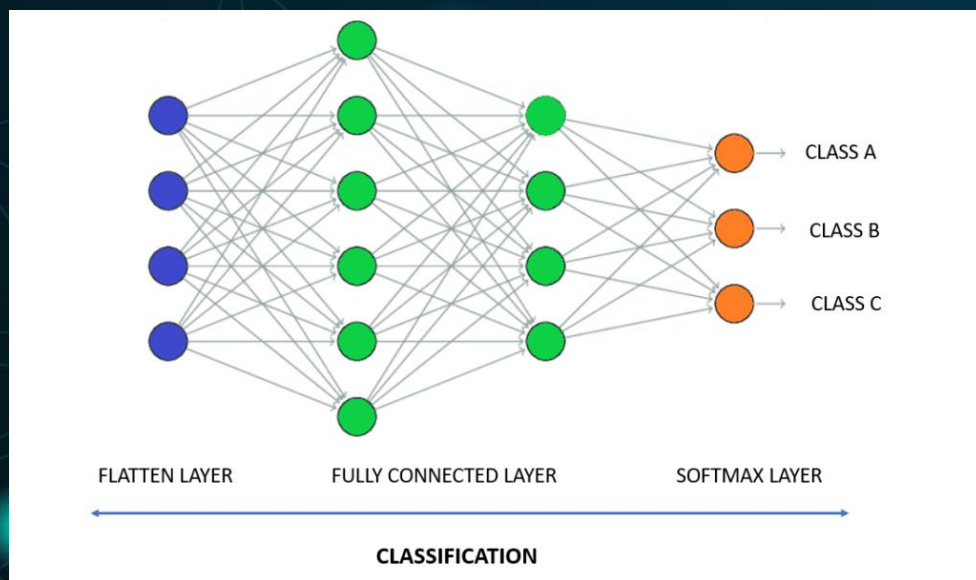 CLASS A
CLASS B
CLASS C
FLATTEN LAYER
FULLY CONNECTED LAYER
SOFTMAX LAYER
CLASSIFICATION